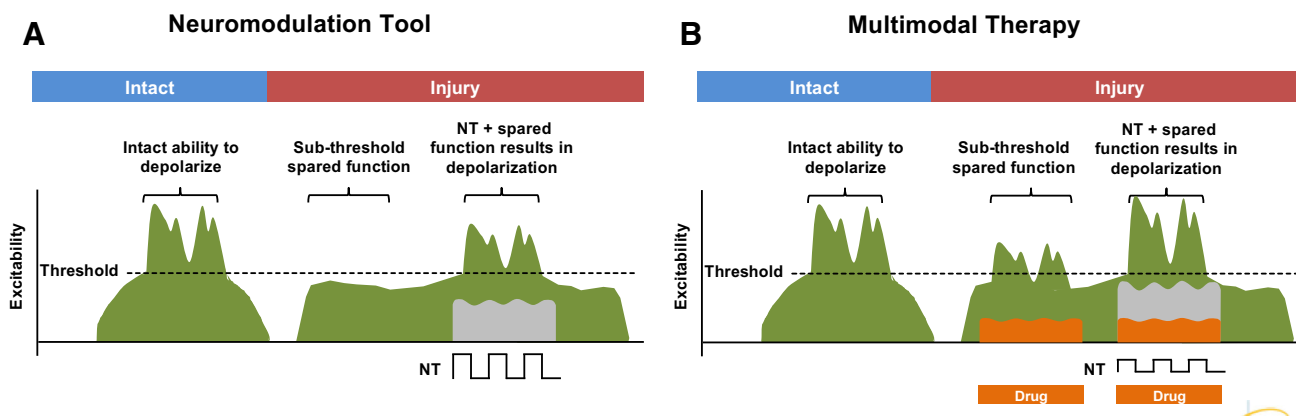 A
Neuromodulation Tool
Intact
Injury
Intact ability to
depolarize
Sub-threshold
spared function
NT + spared
function results in
depolarization
Excitability
Threshold
NT
B
Multimodal Therapy
Intact
Injury
Intact ability to
depolarize
Sub-threshold
spared function
NT + spared
function results in
depolarization
Excitability
Threshold
NT
Drug
Drug